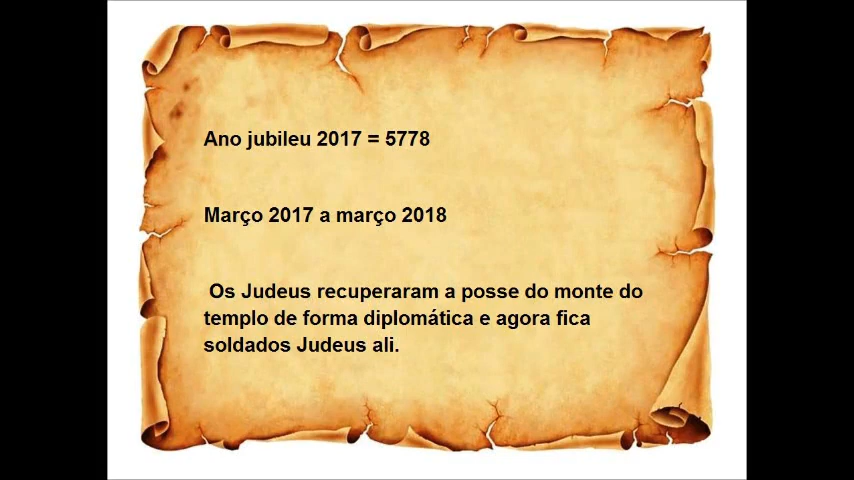 Ano jubileu 2017 = 5778
Março 2017 a março 2018
Os Judeus recuperaram a posse do monte do
templo de forma diplomática e agora fica
soldados Judeus ali.